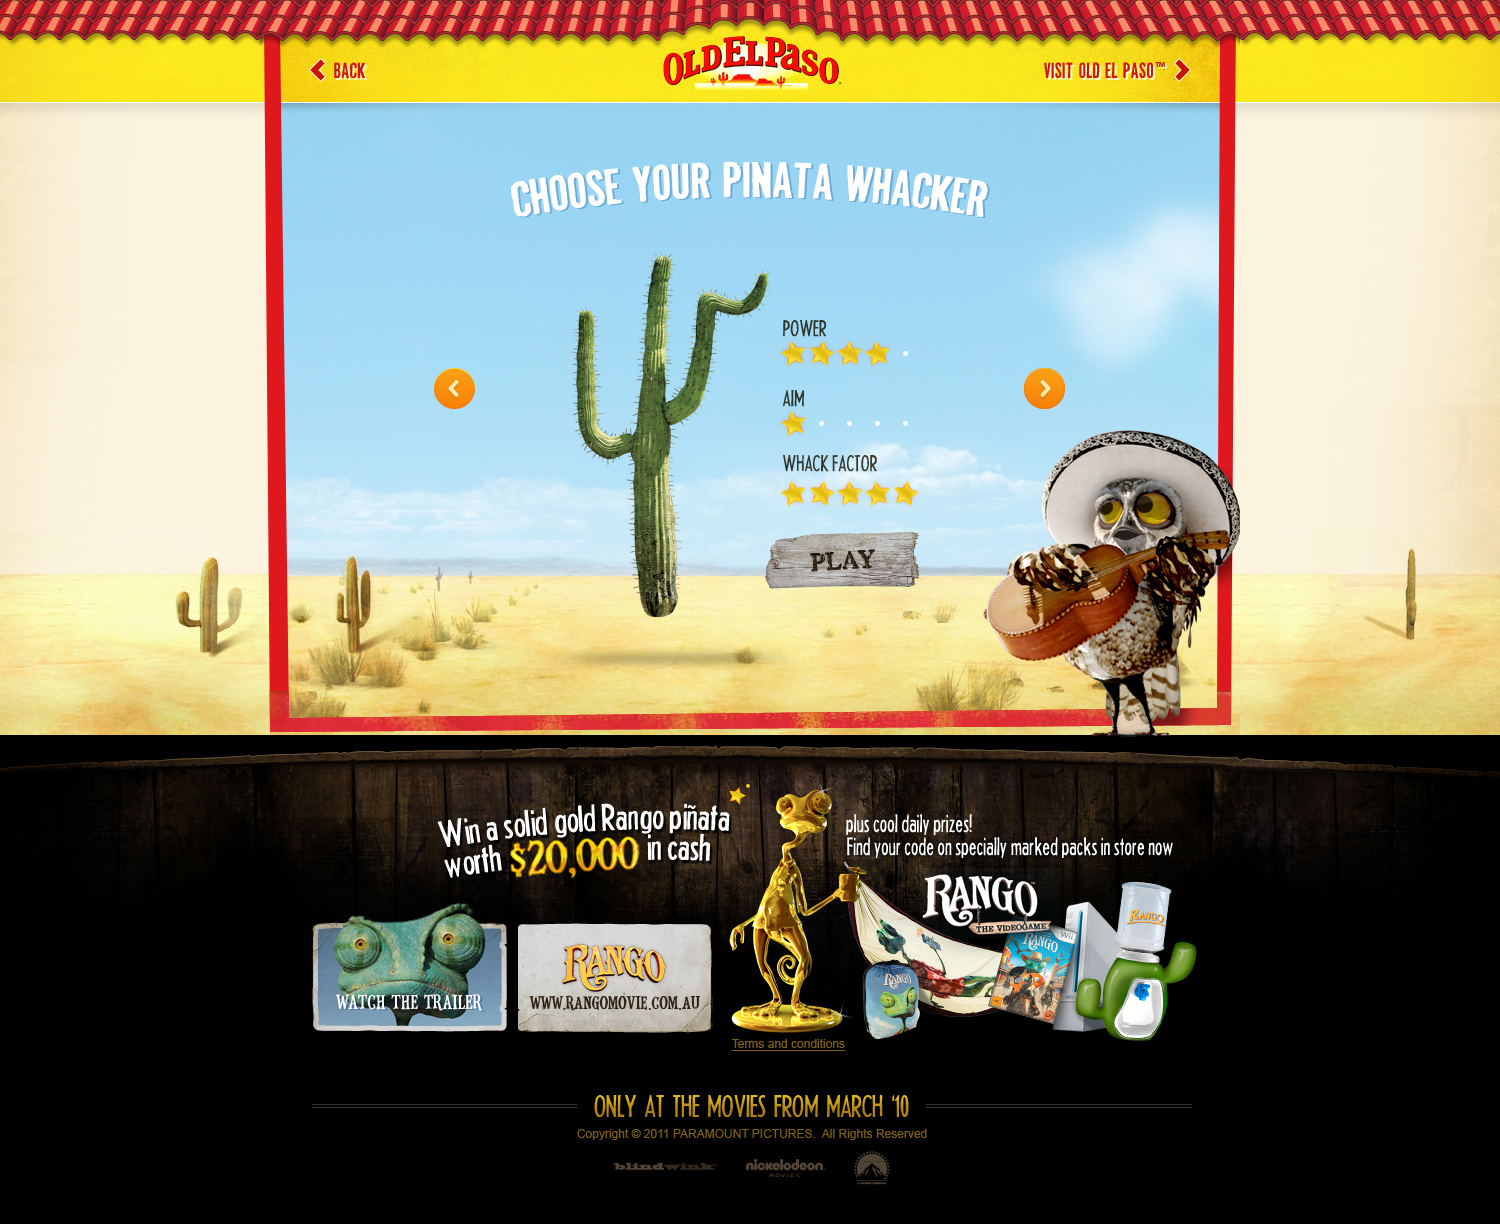 BACK
OLD EL PASO
VISIT OLD EL PASO™
CHOOSE YOUR PINATA WHACKER
POWER
AIM
WHACK FACTOR
PLAY
Win a solid gold Rango piñata
worth $20,000 in cash
plus cool daily prizes!
Find your code on specially marked packs in store now
RANGO
THE VIDEOGAME
WATCH THE TRAILER
RANGO
WWW.RANGOMOVIE.COM.AU
RANGO
RANGO
Wii
RANGO
Terms and conditions
ONLY AT THE MOVIES FROM MARCH ‘10
Copyright © 2011 PARAMOUNT PICTURES. All Rights Reserved
blindwink
nickelodeon
MOVIES